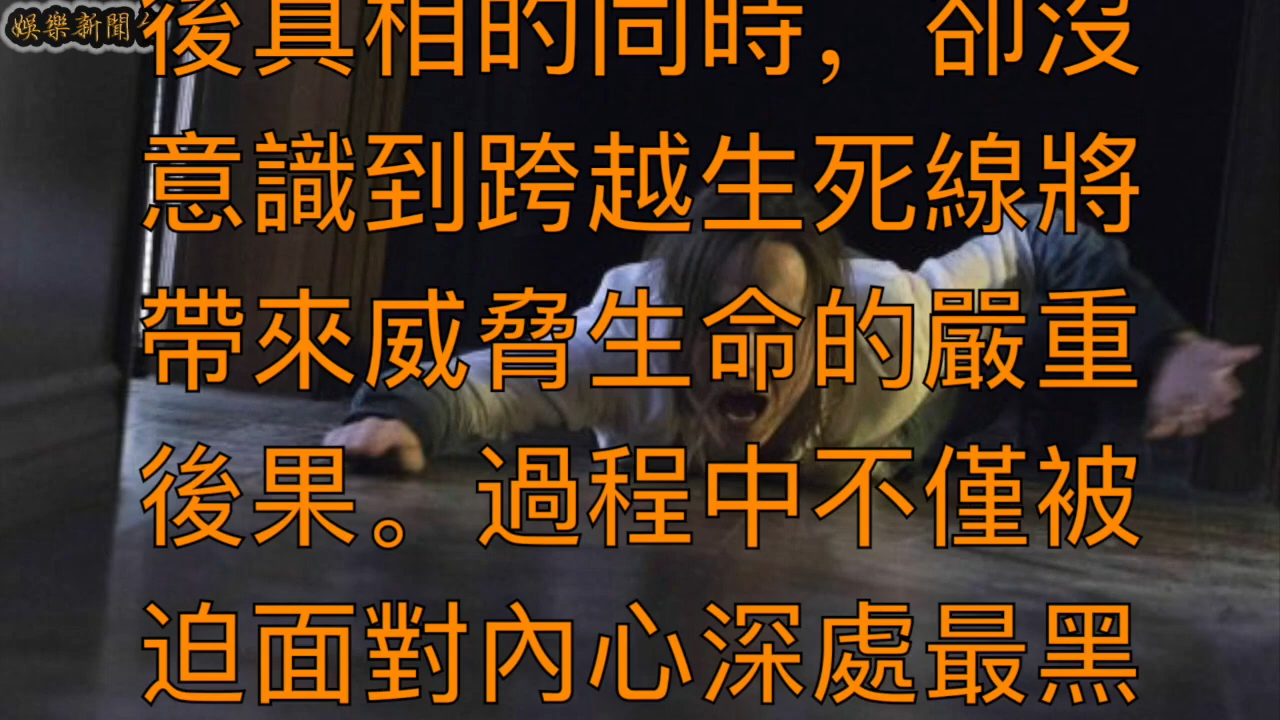 娛樂新聞
後真相的同時，卻沒
意識到跨越生死線將
帶來威脅生命的嚴重
後果。過程中不僅被
迫面對內心深處最黑